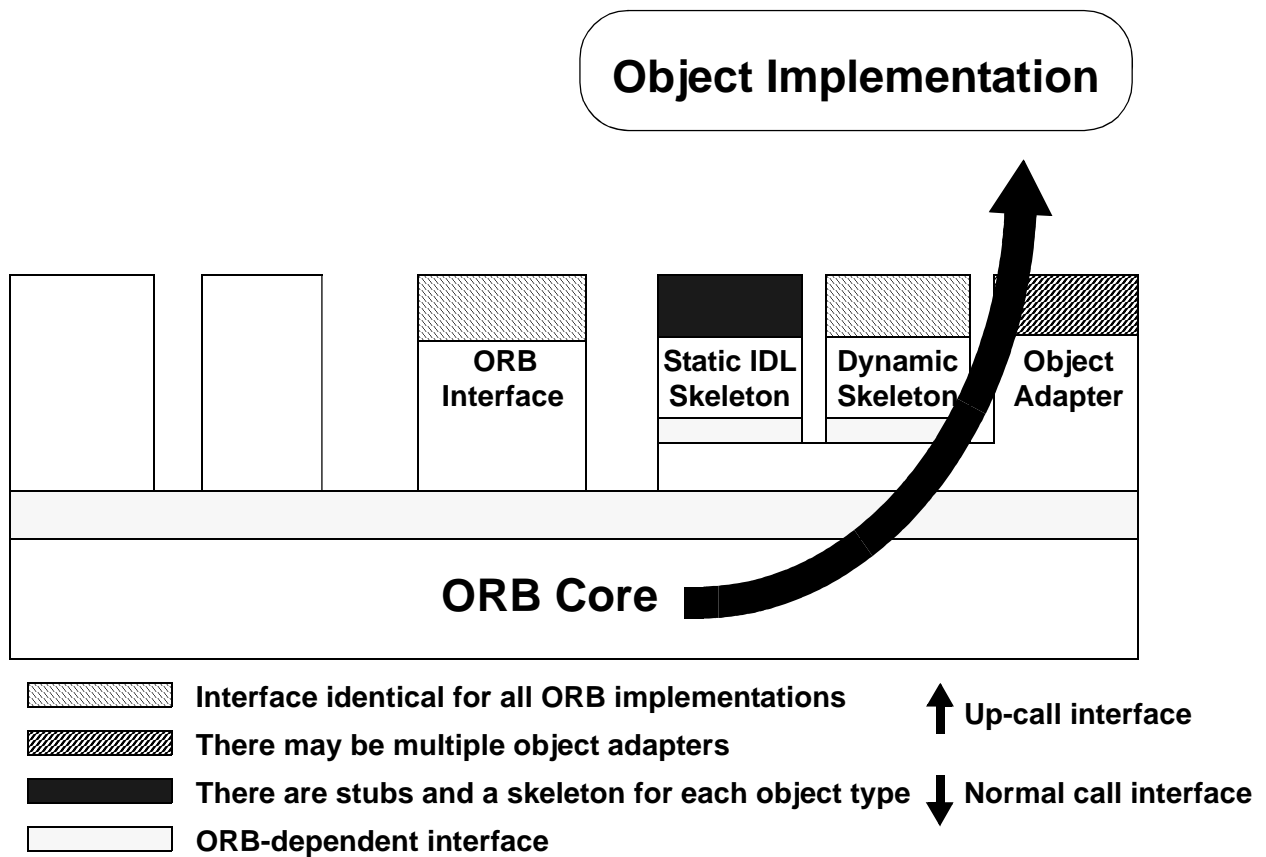 Object Implementation
ORB
Interface
Static IDL
Skeleton
Dynamic
Skeleton
Object
Adapter
ORB Core
Interface identical for all ORB implementations
There may be multiple object adapters
There are stubs and a skeleton for each object type
ORB-dependent interface
Up-call interface
Normal call interface